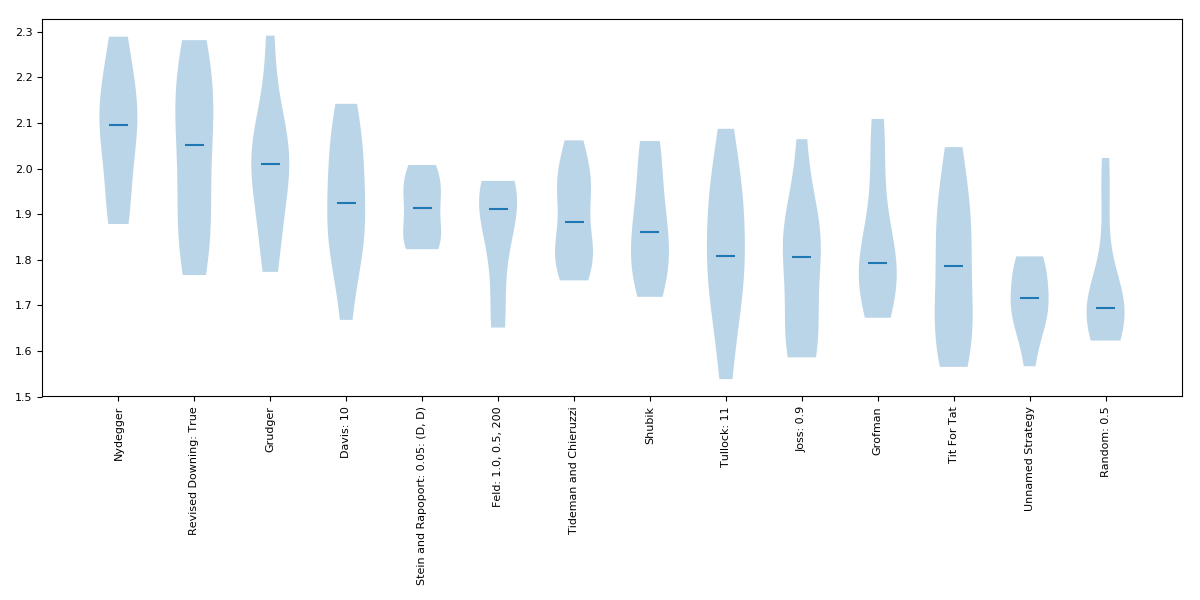 2.3
2.2
2.1
2.0
1.9
1.8
1.7
1.6
1.5
Nydegger
Revised Downing: True
Grudger
Davis: 10
Stein and Rapoport: 0.05: (D, D)
Feld: 1.0, 0.5, 200
Tideman and Chieruzzi
Shubik
Tullock: 11
Joss: 0.9
Grofman
Tit For Tat
Unnamed Strategy
Random: 0.5